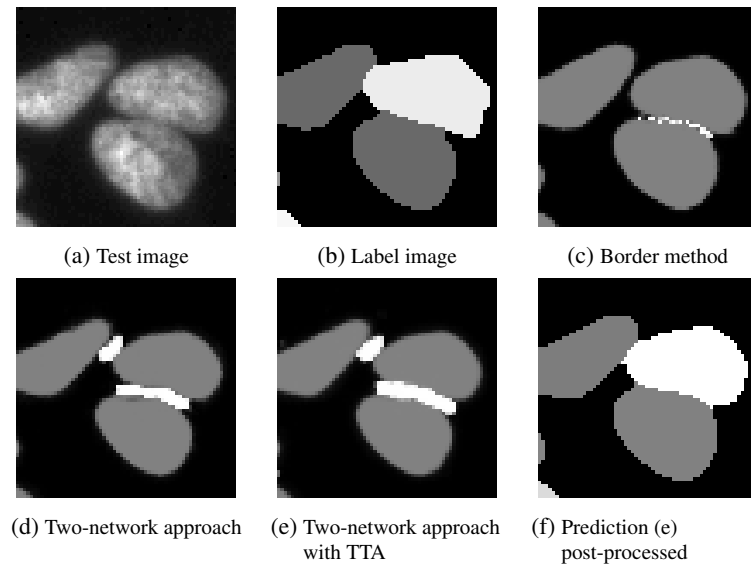 (a) Test image
(b) Label image
(c) Border method
(d) Two-network approach
(e) Two-network approach
with TTA
(f) Prediction (e)
post-processed